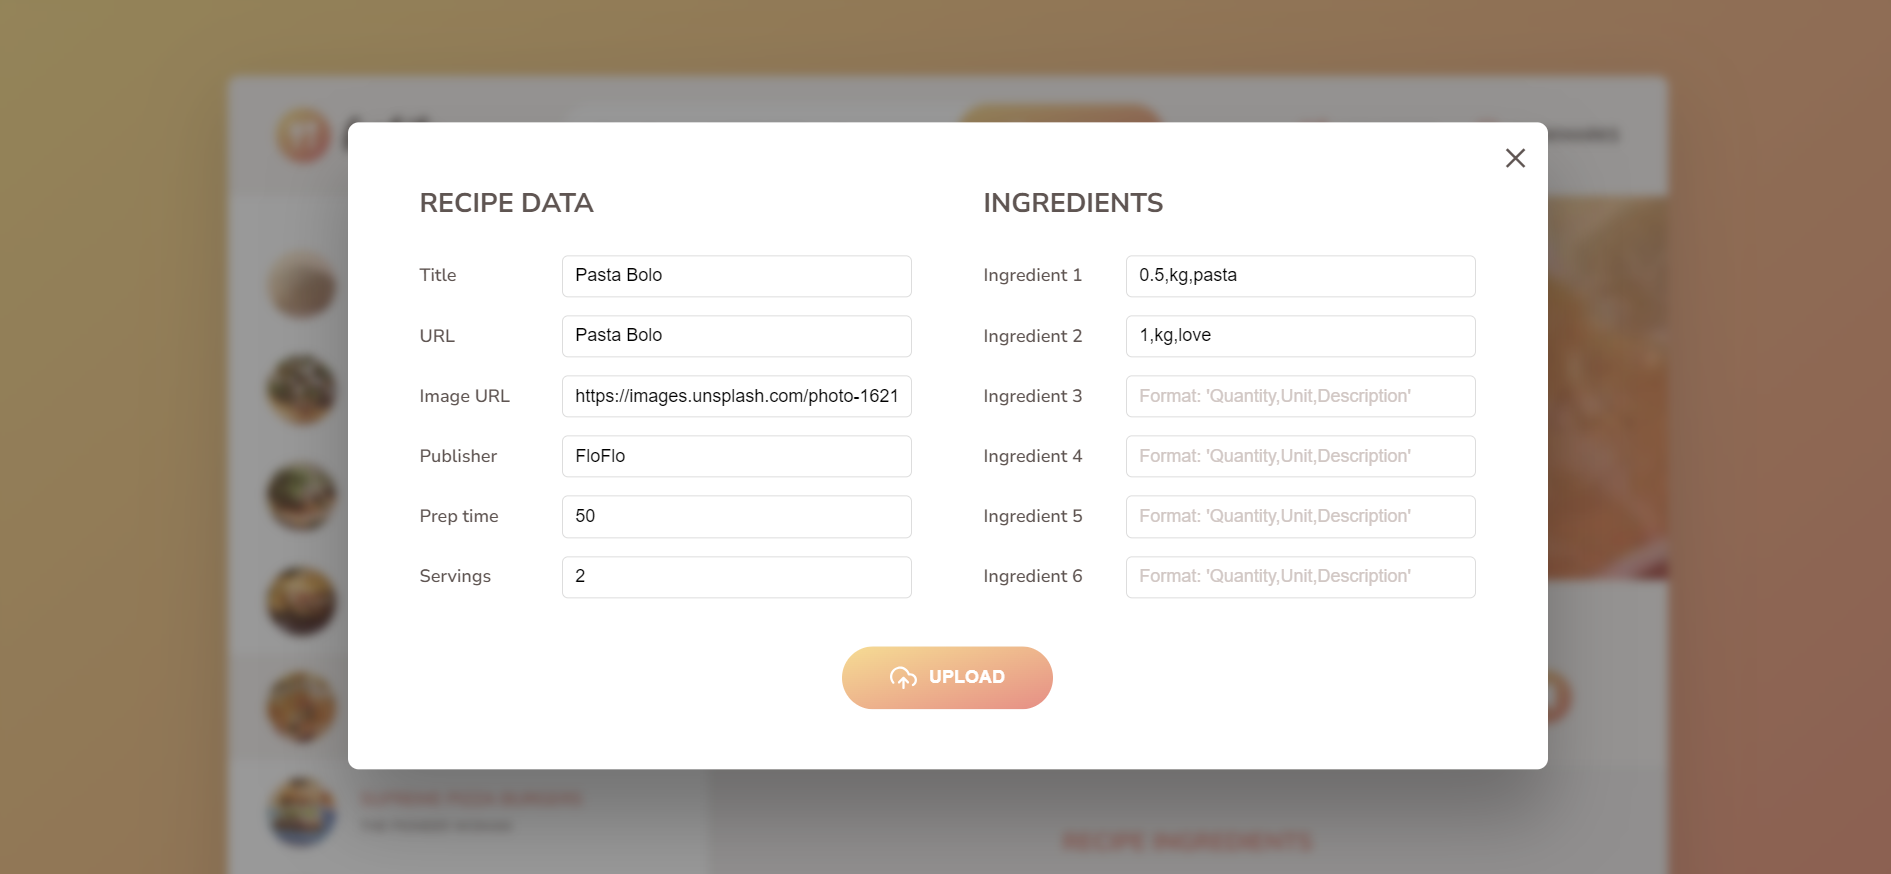 RECIPE DATA
Title
Pasta Bolo
URL
Pasta Bolo
Image URL
https://images.unsplash.com/photo-1621
Publisher
FloFlo
Prep time
50
Servings
2
INGREDIENTS
Ingredient 1
0.5,kg,pasta
Ingredient 2
1,kg,love
Ingredient 3
Format: 'Quantity,Unit,Description'
Ingredient 4
Format: 'Quantity,Unit,Description'
Ingredient 5
Format: 'Quantity,Unit,Description'
Ingredient 6
Format: 'Quantity,Unit,Description'
UPLOAD
RECIPE INGREDIENTS